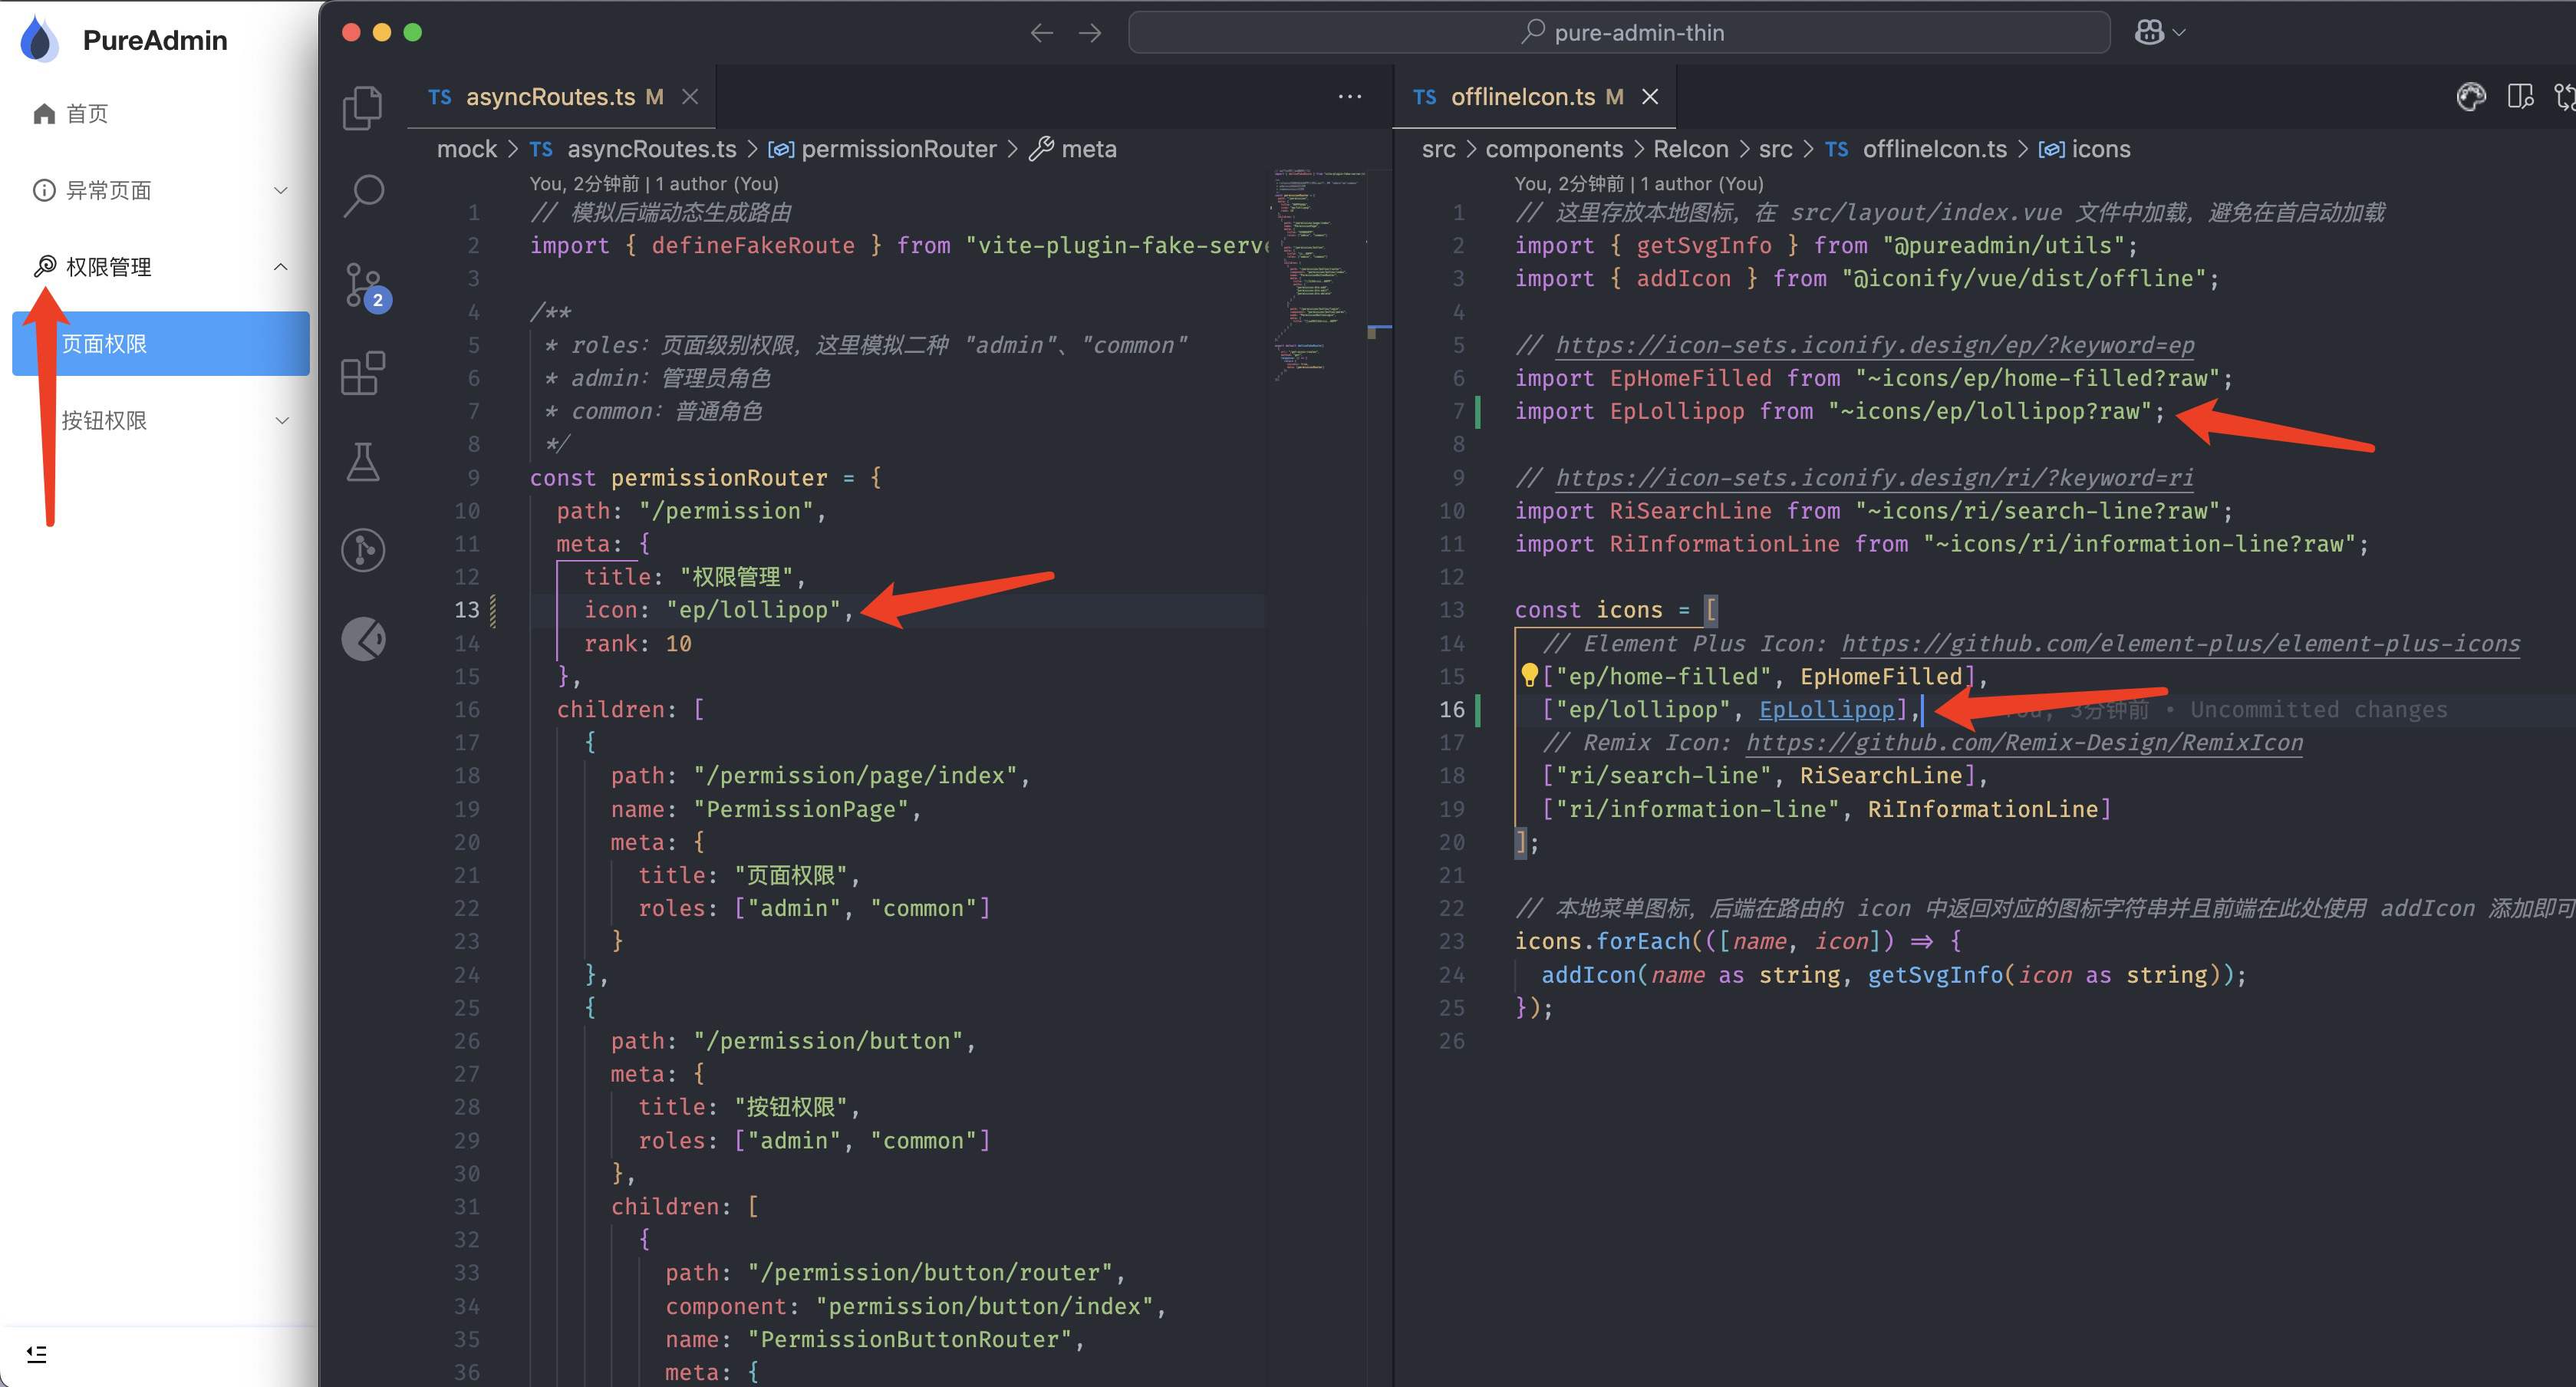 PureAdmin
首页
异常页面
权限管理
页面权限
按钮权限
pure-admin-thin
TS asyncRoutes.ts M
mock > TS asyncRoutes.ts > permissionRouter > meta
You, 2分钟前 | 1 author (You)
1 // 模拟后端动态生成路由
2 import { defineFakeRoute } from "vite-plugin-fake-serve
3
4 /**
5 * roles：页面级别权限，这里模拟二种 "admin"、"common"
6 * admin：管理员角色
7 * common：普通角色
8 */
9 const permissionRouter = {
10 path: "/permission",
11 meta: {
12 title: "权限管理",
13 icon: "ep/lollipop",
14 rank: 10
15 },
16 children: [
17 {
18 path: "/permission/page/index",
19 name: "PermissionPage",
20 meta: {
21 title: "页面权限",
22 roles: ["admin", "common"]
23 }
24 },
25 {
26 path: "/permission/button",
27 meta: {
28 title: "按钮权限",
29 roles: ["admin", "common"]
30 },
31 children: [
32 {
33 path: "/permission/button/router",
34 component: "permission/button/index",
35 name: "PermissionButtonRouter",
36 meta: {
2
TS offlineIcon.ts M
src > components > ReIcon > src > TS offlineIcon.ts > icons
You, 2分钟前 | 1 author (You)
1 // 这里存放本地图标，在 src/layout/index.vue 文件中加载，避免在首启动加载
2 import { getSvgInfo } from "@pureadmin/utils";
3 import { addIcon } from "@iconify/vue/dist/offline";
4
5 // https://icon-sets.iconify.design/ep/?keyword=ep
6 import EpHomeFilled from "~icons/ep/home-filled?raw";
7 import EpLollipop from "~icons/ep/lollipop?raw";
8
9 // https://icon-sets.iconify.design/ri/?keyword=ri
10 import RiSearchLine from "~icons/ri/search-line?raw";
11 import RiInformationLine from "~icons/ri/information-line?raw";
12
13 const icons = [
14 // Element Plus Icon: https://github.com/element-plus/element-plus-icons
15 ["ep/home-filled", EpHomeFilled],
16 ["ep/lollipop", EpLollipop], You, 3分钟前 • Uncommitted changes
17 // Remix Icon: https://github.com/Remix-Design/RemixIcon
18 ["ri/search-line", RiSearchLine],
19 ["ri/information-line", RiInformationLine]
20 ];
21
22 // 本地菜单图标，后端在路由的 icon 中返回对应的图标字符串并且前端在此处使用 addIcon 添加即可
23 icons.forEach(([name, icon]) => {
24 addIcon(name as string, getSvgInfo(icon as string));
25 });
26